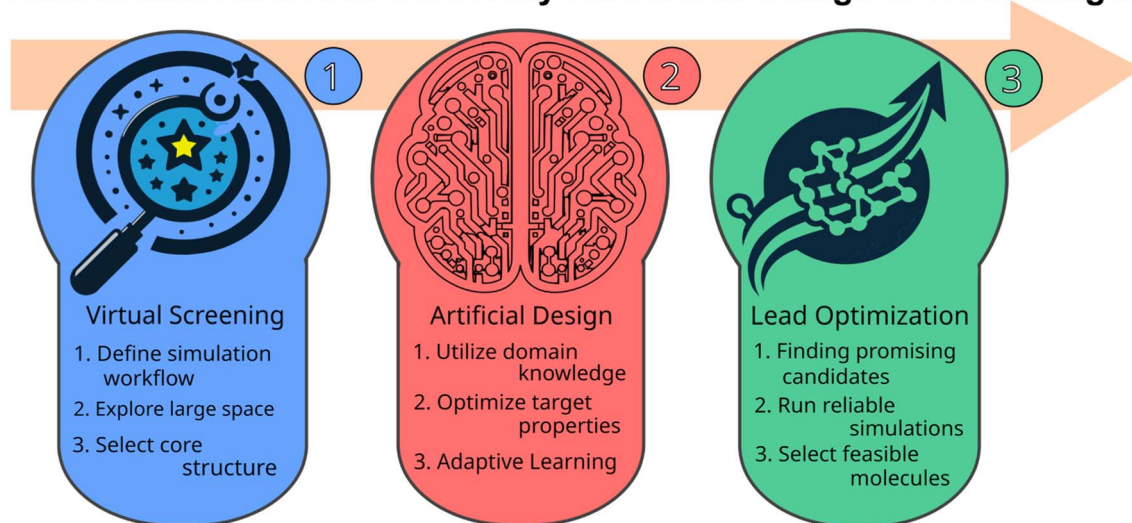 1
2
3
Virtual Screening
1. Define simulation
workflow
2. Explore large space
3. Select core
structure
Artificial Design
1. Utilize domain
knowledge
2. Optimize target
properties
3. Adaptive Learning
Lead Optimization
1. Finding promising
candidates
2. Run reliable
simulations
3. Select feasible
molecules